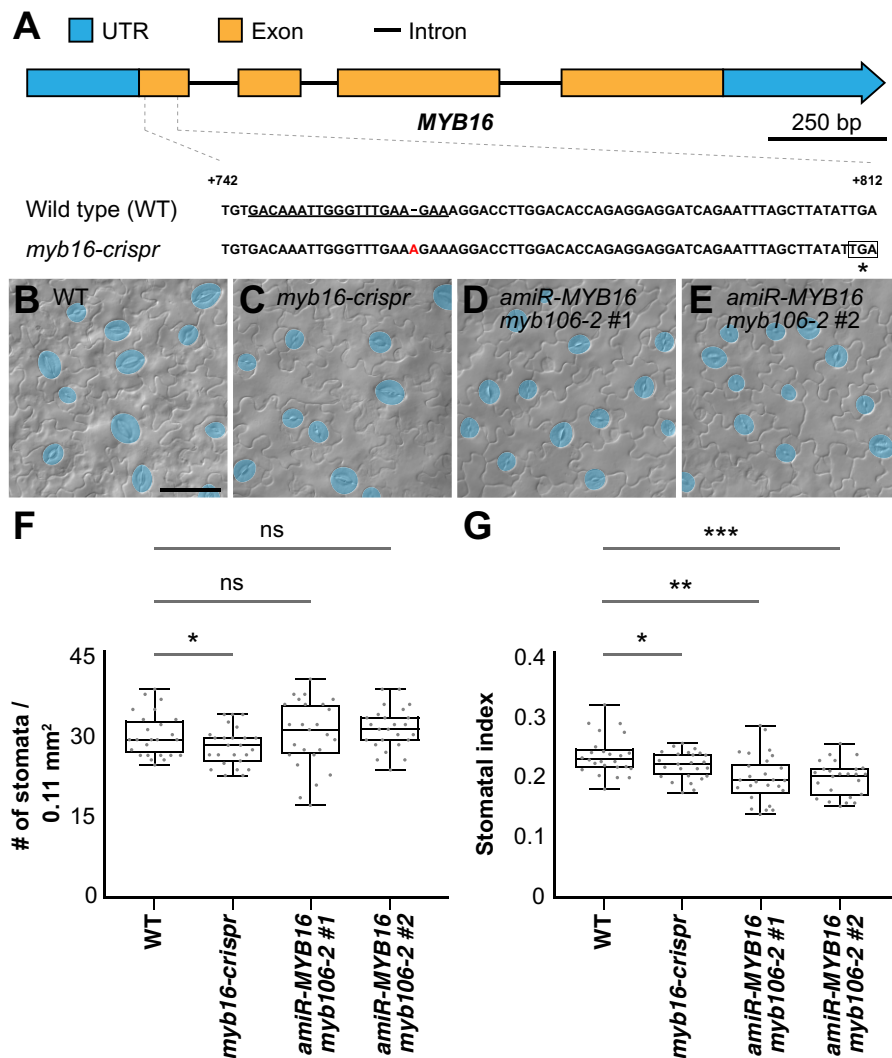 A
UTR Exon Intron
MYB16
250 bp
+742 +812
Wild type (WT) TGTGACAAATTGGGTTTGAA-GAAAGGACCTTGGACACCAGAGGAGGATCAGAATTTAGCTTATATTGA
myb16-crispr TGTGACAAATTGGGTTTGAAAGAAAGGACCTTGGACACCAGAGGAGGATCAGAATTTAGCTTATATTGA
*
B WT
C myb16-crispr
D amiR-MYB16
myb106-2 #1
E amiR-MYB16
myb106-2 #2
F
ns
ns
*
# of stomata /
0.11 mm²
45
30
15
0
WT
myb16-crispr
amiR-MYB16
myb106-2 #1
amiR-MYB16
myb106-2 #2
G
***
**
*
Stomatal index
0.4
0.3
0.2
0.1
0
WT
myb16-crispr
amiR-MYB16
myb106-2 #1
amiR-MYB16
myb106-2 #2